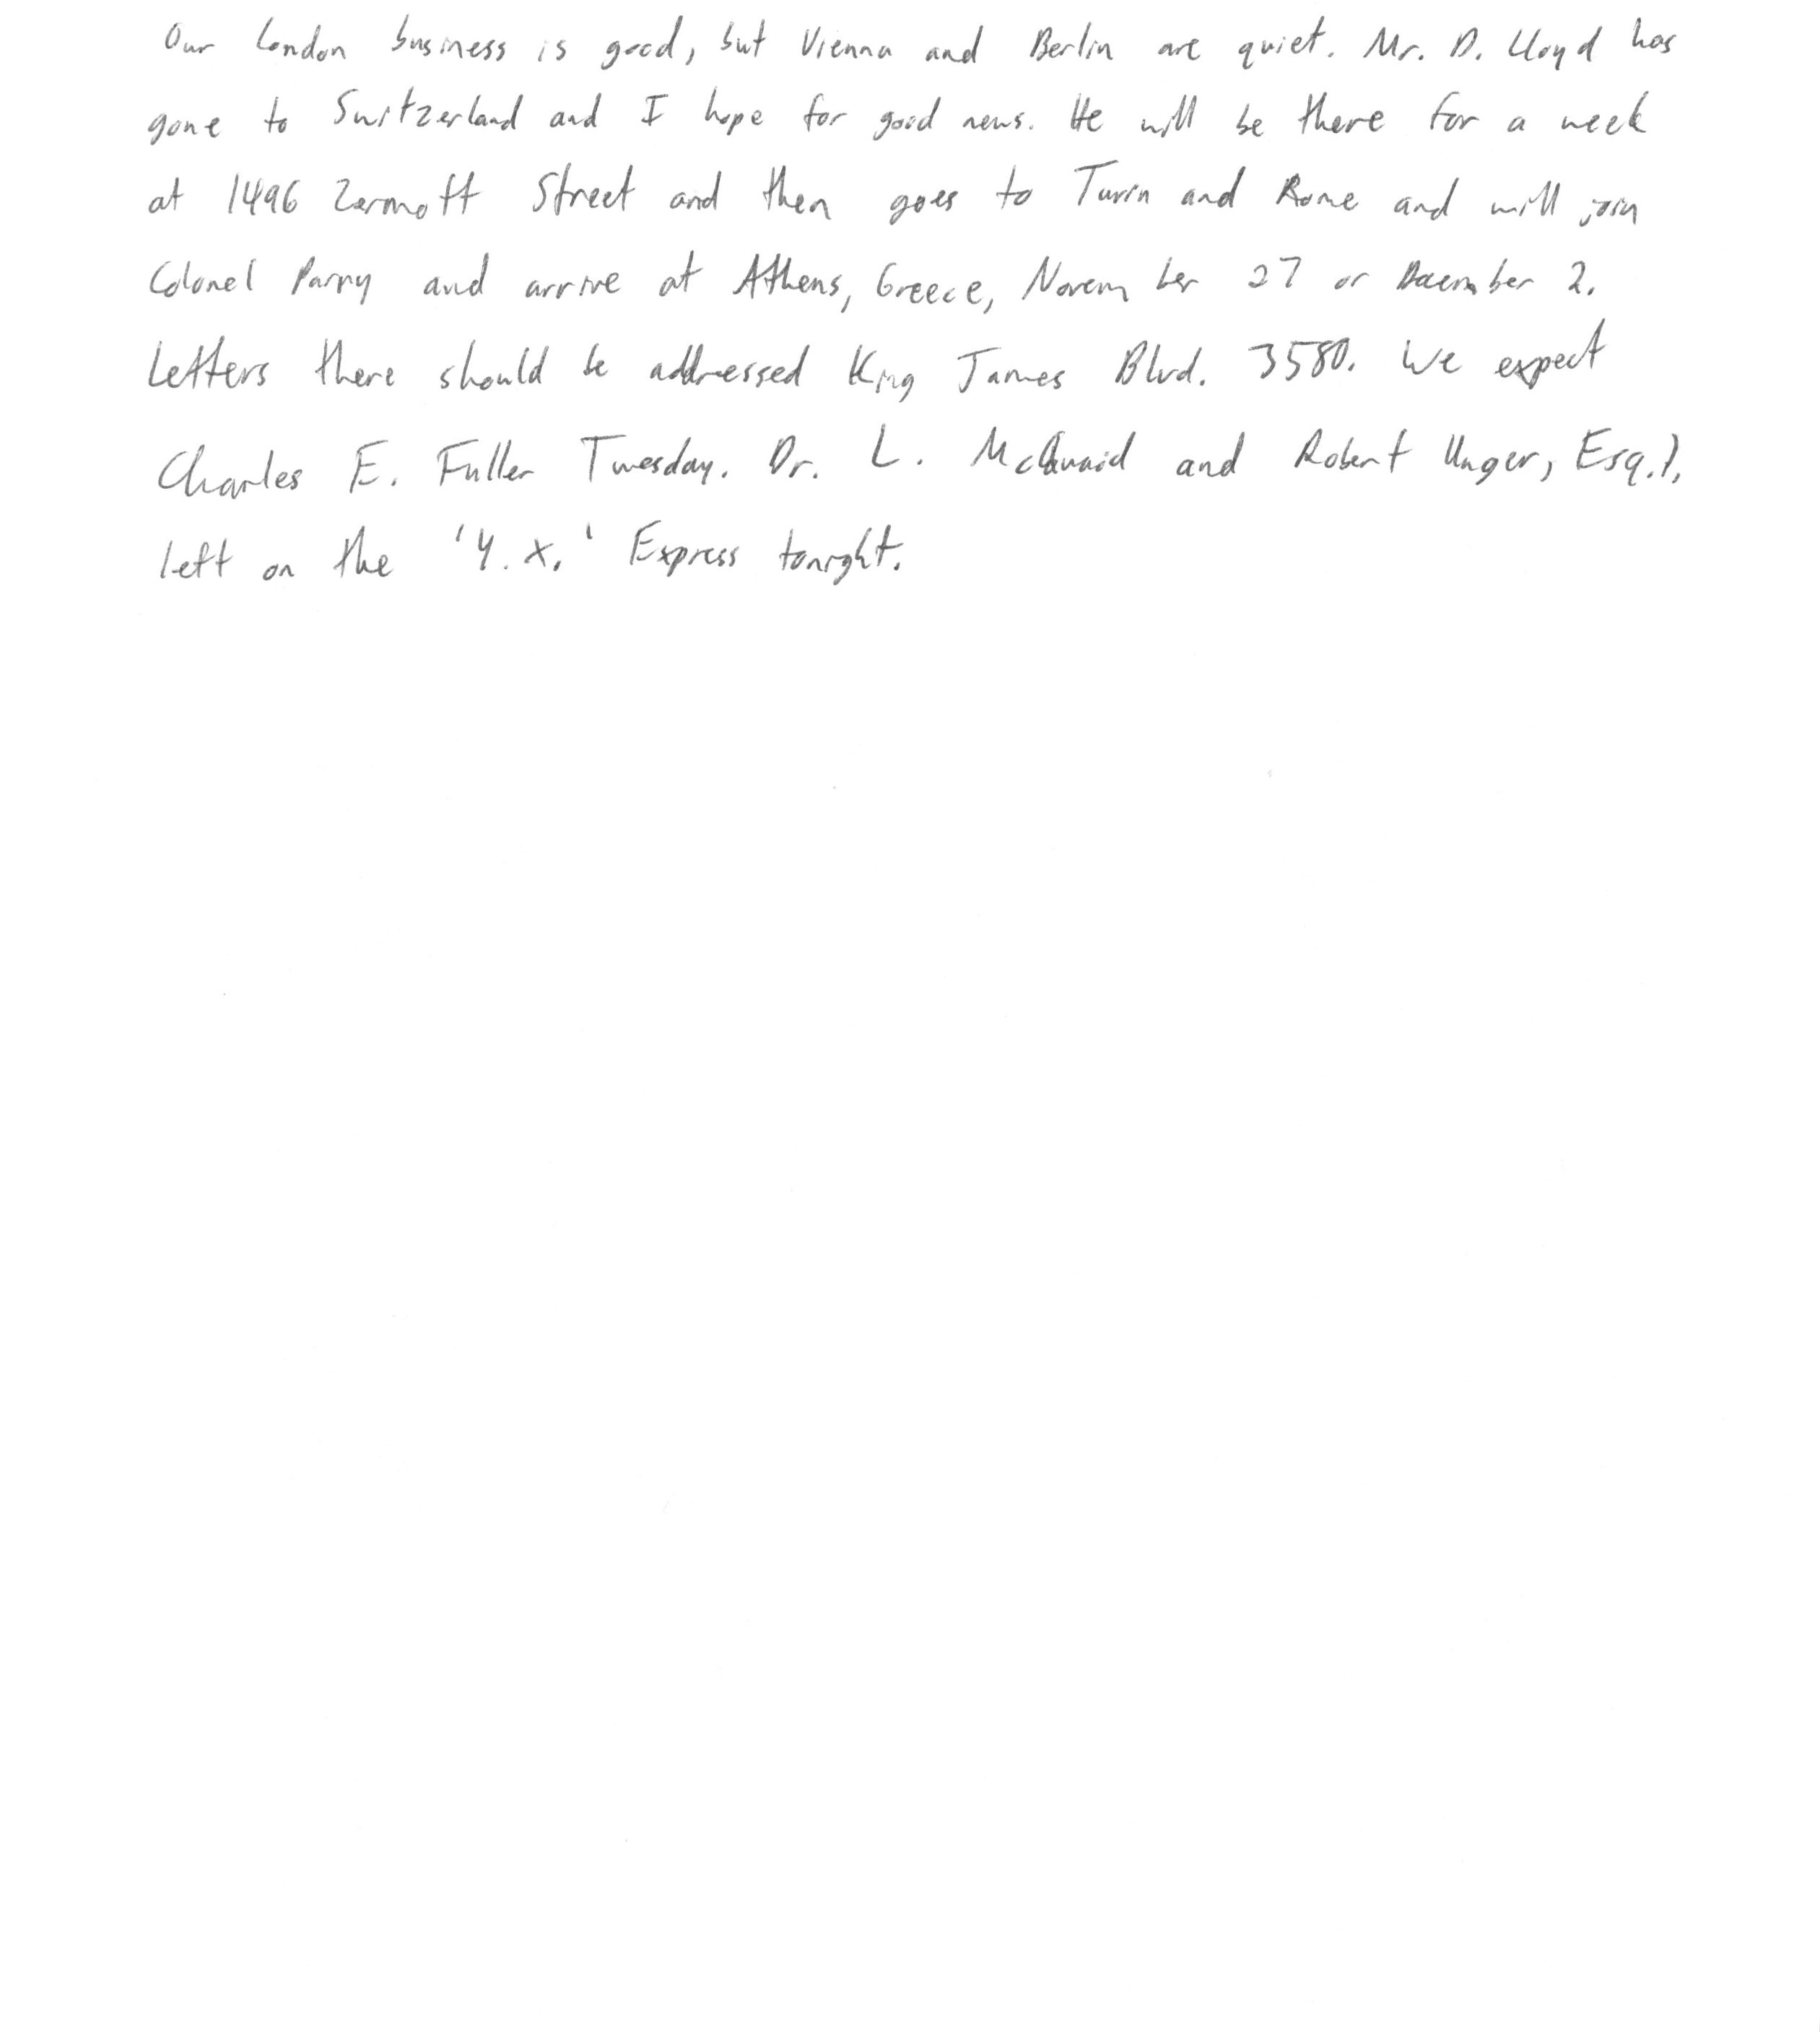 Our London business is good, but Vienna and Berlin are quiet. Mr. D. Lloyd has
gone to Switzerland and I hope for good news. He will be there for a week
at 1496 Zermott Street and then goes to Turin and Rome and will join
Colonel Parry and arrive at Athens, Greece, November 27 or December 2.
Letters there should be addressed King James Blvd. 3580. We expect
Charles E. Fuller Tuesday. Dr. L. McQuaid and Robert Unger, Esq.),
left on the 'Y.X.' Express tonight.